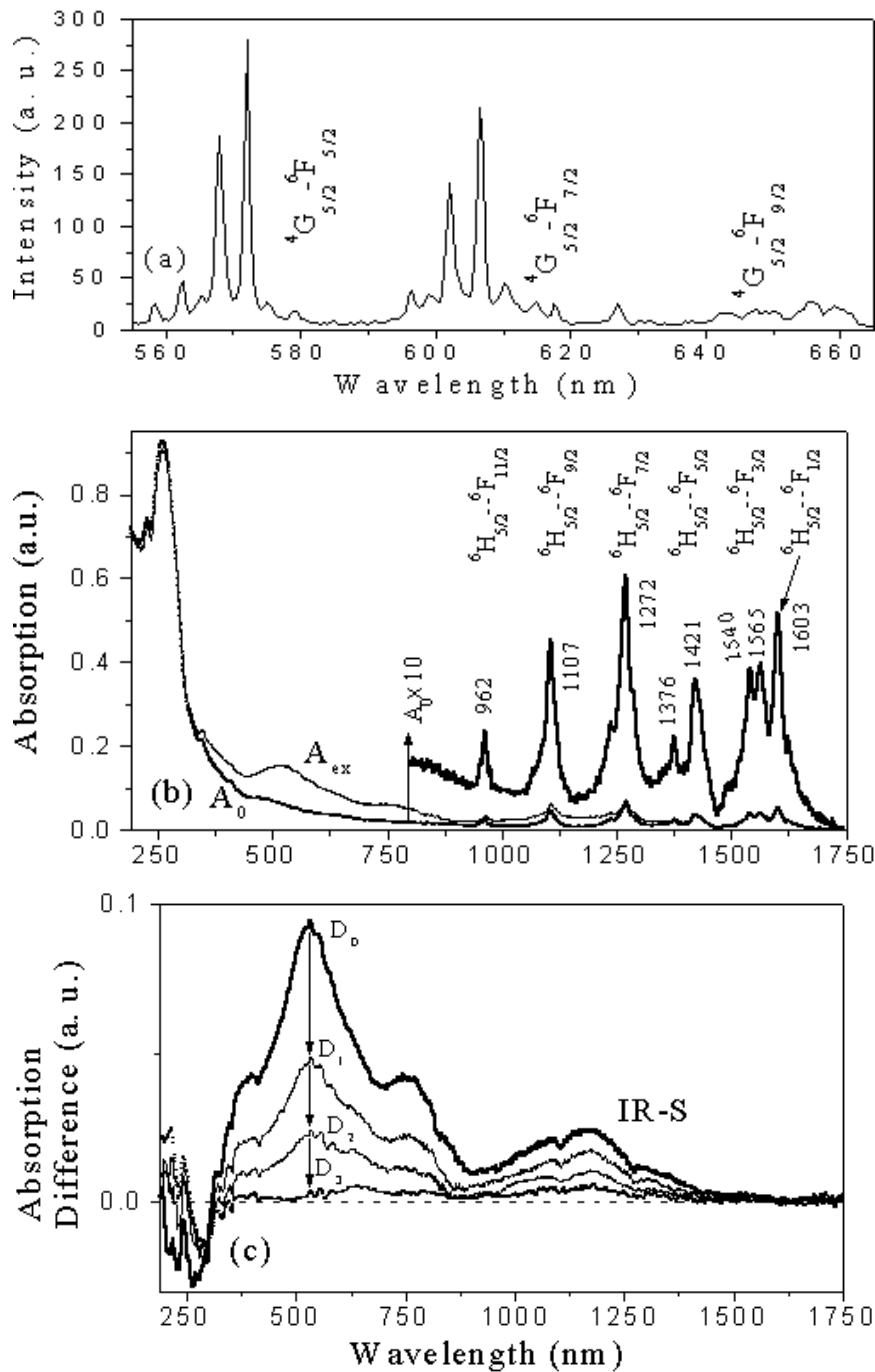 300
250
200
150
100
50
0
Intensity (a. u.)
(a)
4G5/2-6F5/2
4G5/2-6F7/2
4G5/2-6F9/2
560 580 600 620 640 660
Wavelength (nm)
0.8
0.6
0.4
0.2
0.0
Absorption (a.u.)
(b)
A0
Aex
A0X10
6H5/2--6F11/2
6H5/2--6F9/2
6H5/2--6F7/2
6H5/2--6F5/2
6H5/2--6F3/2
6H5/2--6F1/2
962
1107
1272
1376
1421
1540
1565
1603
250 500 750 1000 1250 1500 1750
0.1
0.0
Absorption
Difference (a. u.)
D0
D1
D2
D3
IR-S
(c)
250 500 750 1000 1250 1500 1750
Wavelength (nm)